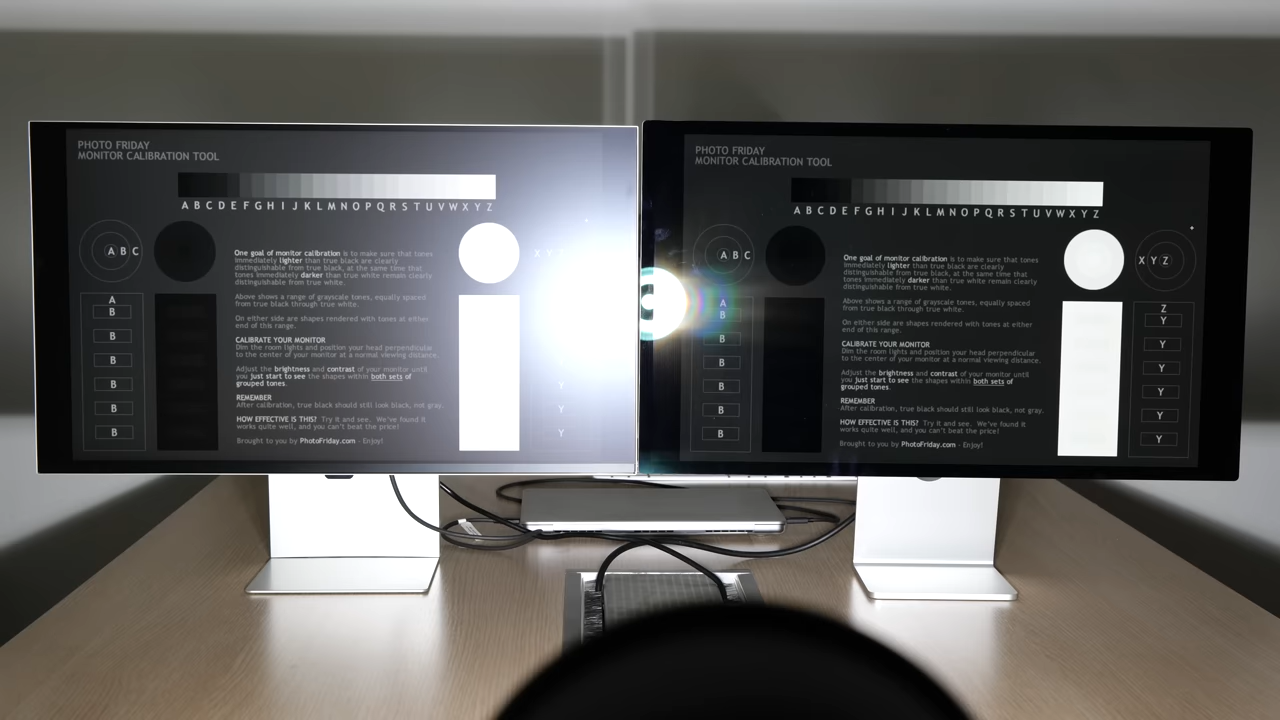 PHOTO FRIDAY
MONITOR CALIBRATION TOOL
A B C D E F G H I J K L M N O P Q R S T U V W X Y Z
A B C
X Y
One goal of monitor calibration is to make sure that tones
immediately lighter than true black are clearly
distinguishable from true black, at the same time that
tones immediately darker than true white remain clearly
distinguishable from true white.
Above shows a range of grayscale tones, equally spaced
from true black through true white.
On either side are shapes rendered with tones at either
end of this range.
CALIBRATE YOUR MONITOR
Dim the room lights and position your head perpendicular
to the center of your monitor at a normal viewing distance.
Adjust the brightness and contrast of your monitor until
you just start to see the shapes within both sets of
grouped tones.
REMEMBER
After calibration, true black should still look black, not gray.
HOW EFFECTIVE IS THIS? Try it and see. We've found it
works quite well, and you can't beat the price!
Brought to you by PhotoFriday.com - Enjoy!
A
B
B
B
B
B
B
Y
Y
Y
PHOTO FRIDAY
MONITOR CALIBRATION TOOL
A B C D E F G H I J K L M N O P Q R S T U V W X Y Z
A B C
X Y Z
One goal of monitor calibration is to make sure that tones
immediately lighter than true black are clearly
distinguishable from true black, at the same time that
tones immediately darker than true white remain clearly
distinguishable from true white.
Above shows a range of grayscale tones, equally spaced
from true black through true white.
On either side are shapes rendered with tones at either
end of this range.
CALIBRATE YOUR MONITOR
Dim the room lights and position your head perpendicular
to the center of your monitor at a normal viewing distance.
Adjust the brightness and contrast of your monitor until
you just start to see the shapes within both sets of
grouped tones.
REMEMBER
After calibration, true black should still look black, not gray.
HOW EFFECTIVE IS THIS? Try it and see. We've found it
works quite well, and you can't beat the price!
Brought to you by PhotoFriday.com - Enjoy!
A
B
B
B
B
B
B
Z
Y
Y
Y
Y
Y
Y